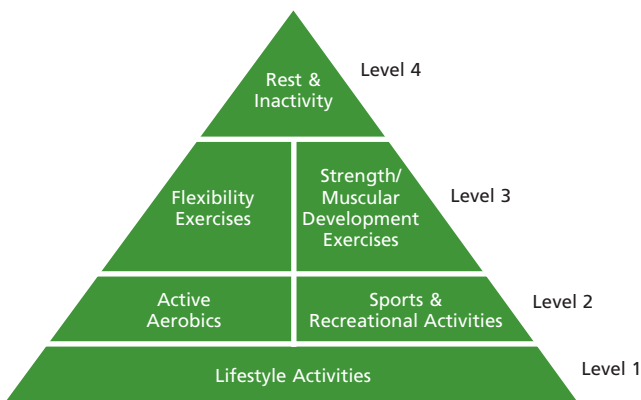 Rest &
Inactivity
Level 4
Flexibility
Exercises
Strength/
Muscular
Development
Exercises
Level 3
Active
Aerobics
Sports &
Recreational Activities
Level 2
Lifestyle Activities
Level 1